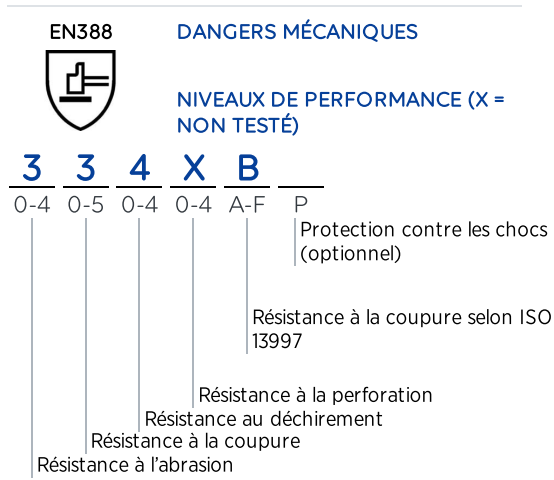 EN388
DANGERS MÉCANIQUES
NIVEAUX DE PERFORMANCE (X =
NON TESTÉ)
3 3 4 X B
0-4 0-5 0-4 0-4 A-F P
Protection contre les chocs
(optionnel)
Résistance à la coupure selon ISO
13997
Résistance à la perforation
Résistance au déchirement
Résistance à la coupure
Résistance à l'abrasion